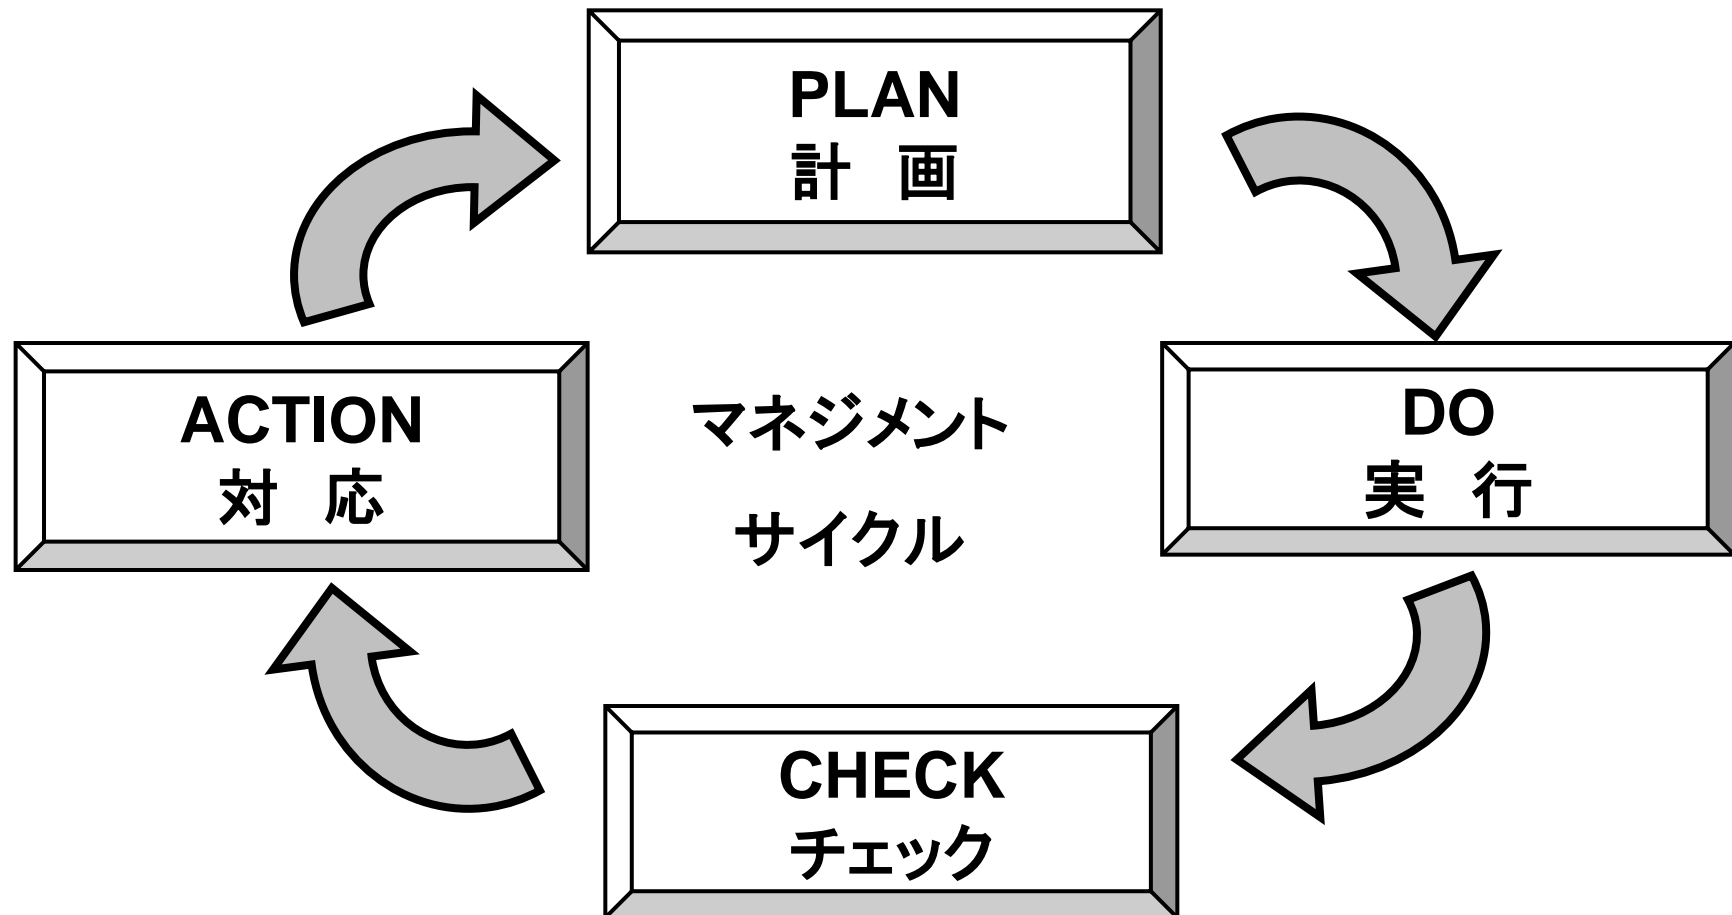 PLAN
計　画
ACTION
対　応
マネジメント
サイクル
DO
実　行
CHECK
チェック